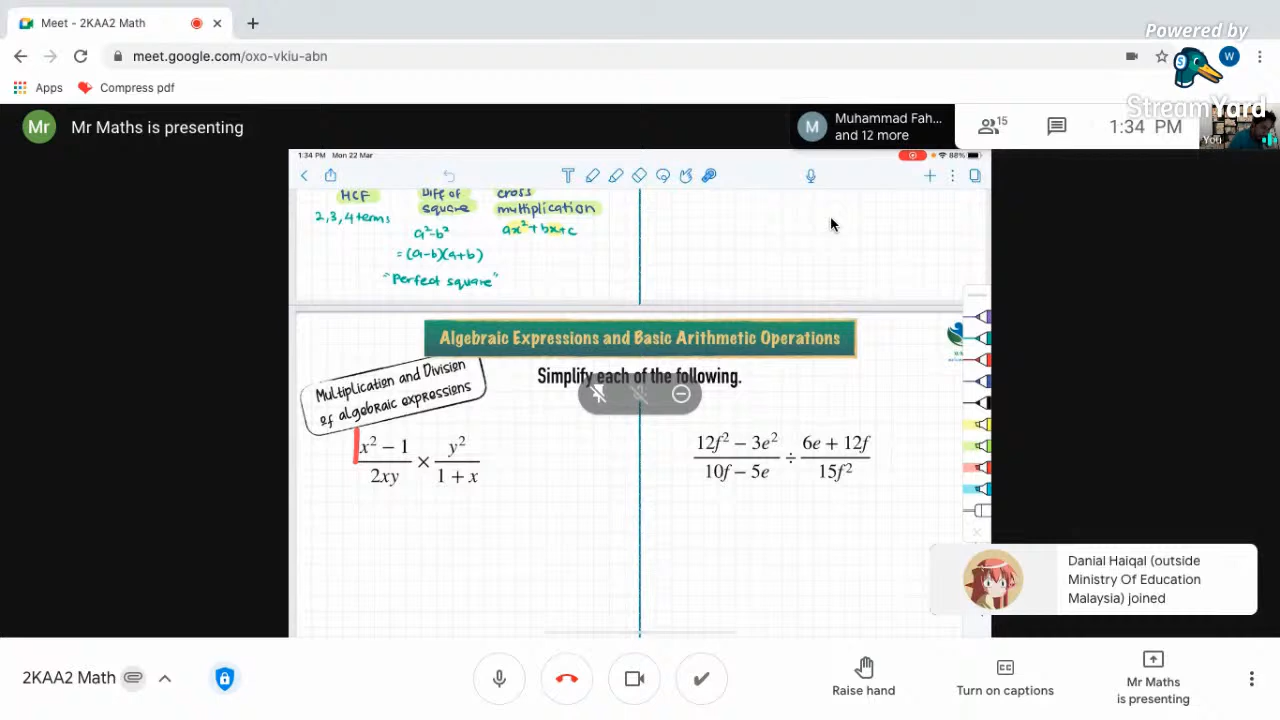 Meet - 2KAA2 Math
meet.google.com/oxo-vkiu-abn
W
Powered by
StreamYard
Apps
Compress pdf
Mr
Mr Maths is presenting
M
Muhammad Fah...
and 12 more
15
1:34 PM
You
1:34 PM Mon 22 Mar
88%
HCF
2,3,4 terms
Diff of
square
a²-b²
=(a-b)(a+b)
"Perfect square"
cross
multiplication
ax²+bx+c
Algebraic Expressions and Basic Arithmetic Operations
Multiplication and Division
of algebraic expressions
Simplify each of the following.
x² − 1 / 2xy × y² / 1 + x
12f² − 3e² / 10f − 5e ÷ 6e + 12f / 15f²
Danial Haiqal (outside
Ministry Of Education
Malaysia) joined
2KAA2 Math
Raise hand
Turn on captions
Mr Maths
is presenting